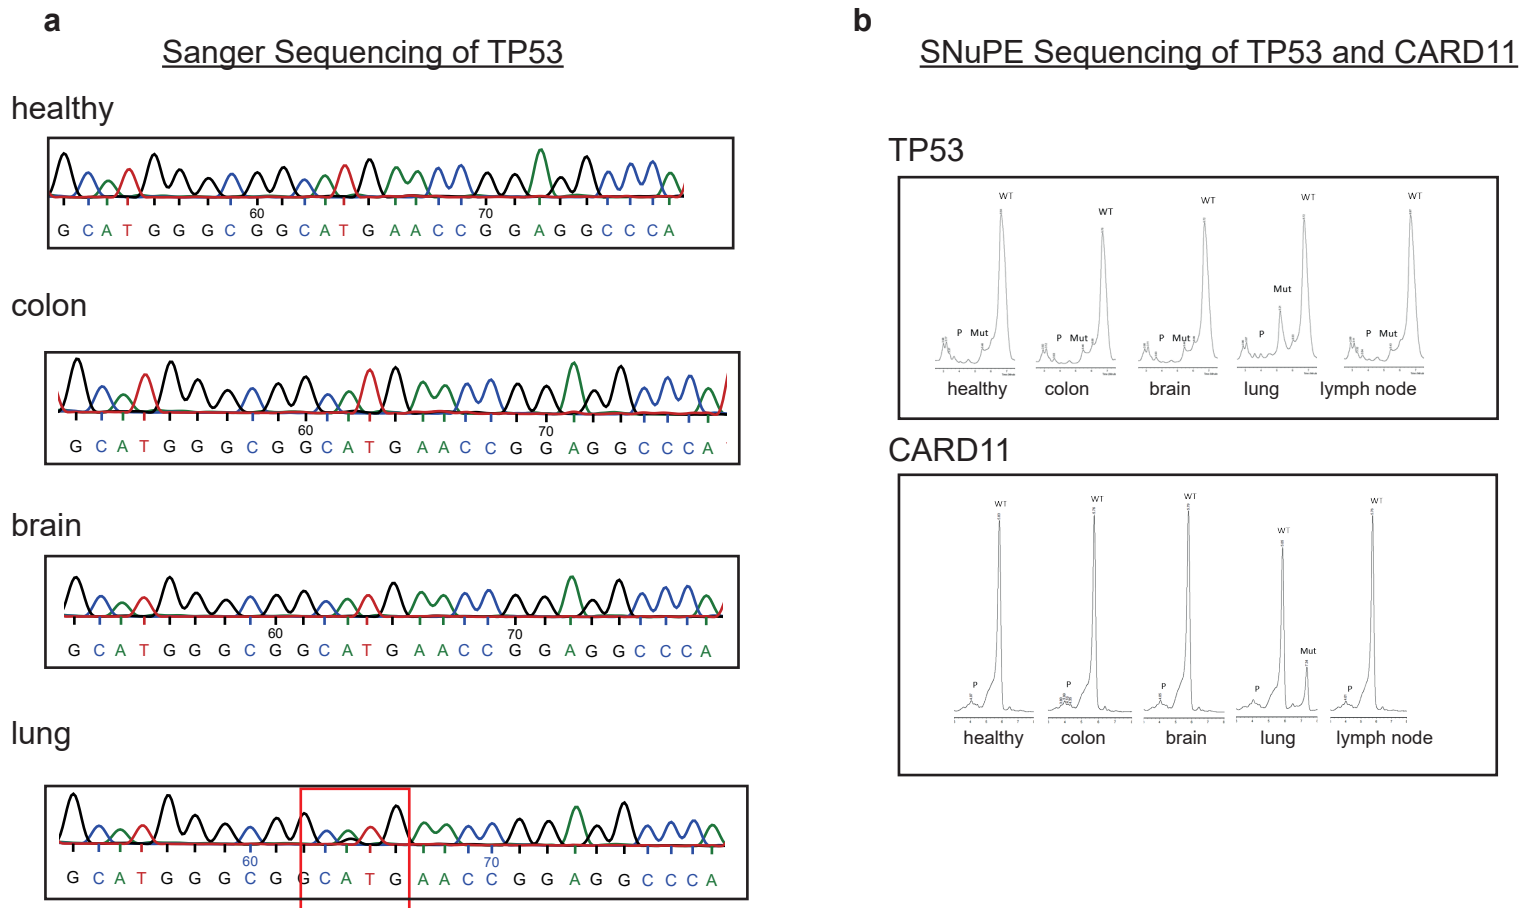 a
Sanger Sequencing of TP53
healthy
60 70
G C A T G G G C G G C A T G A A C C G G A G G C C C A
colon
60 70
G C A T G G G C G G C A T G A A C C G G A G G C C C A
brain
60 70
G C A T G G G C G G C A T G A A C C G G A G G C C C A
lung
60 70
G C A T G G G C G G C A T G A A C C G G A G G C C C A
b
SNuPE Sequencing of TP53 and CARD11
TP53
WT WT WT WT WT
Mut
P Mut P Mut P Mut P P Mut
healthy colon brain lung lymph node
CARD11
WT WT WT WT WT
Mut
P P P P P
healthy colon brain lung lymph node